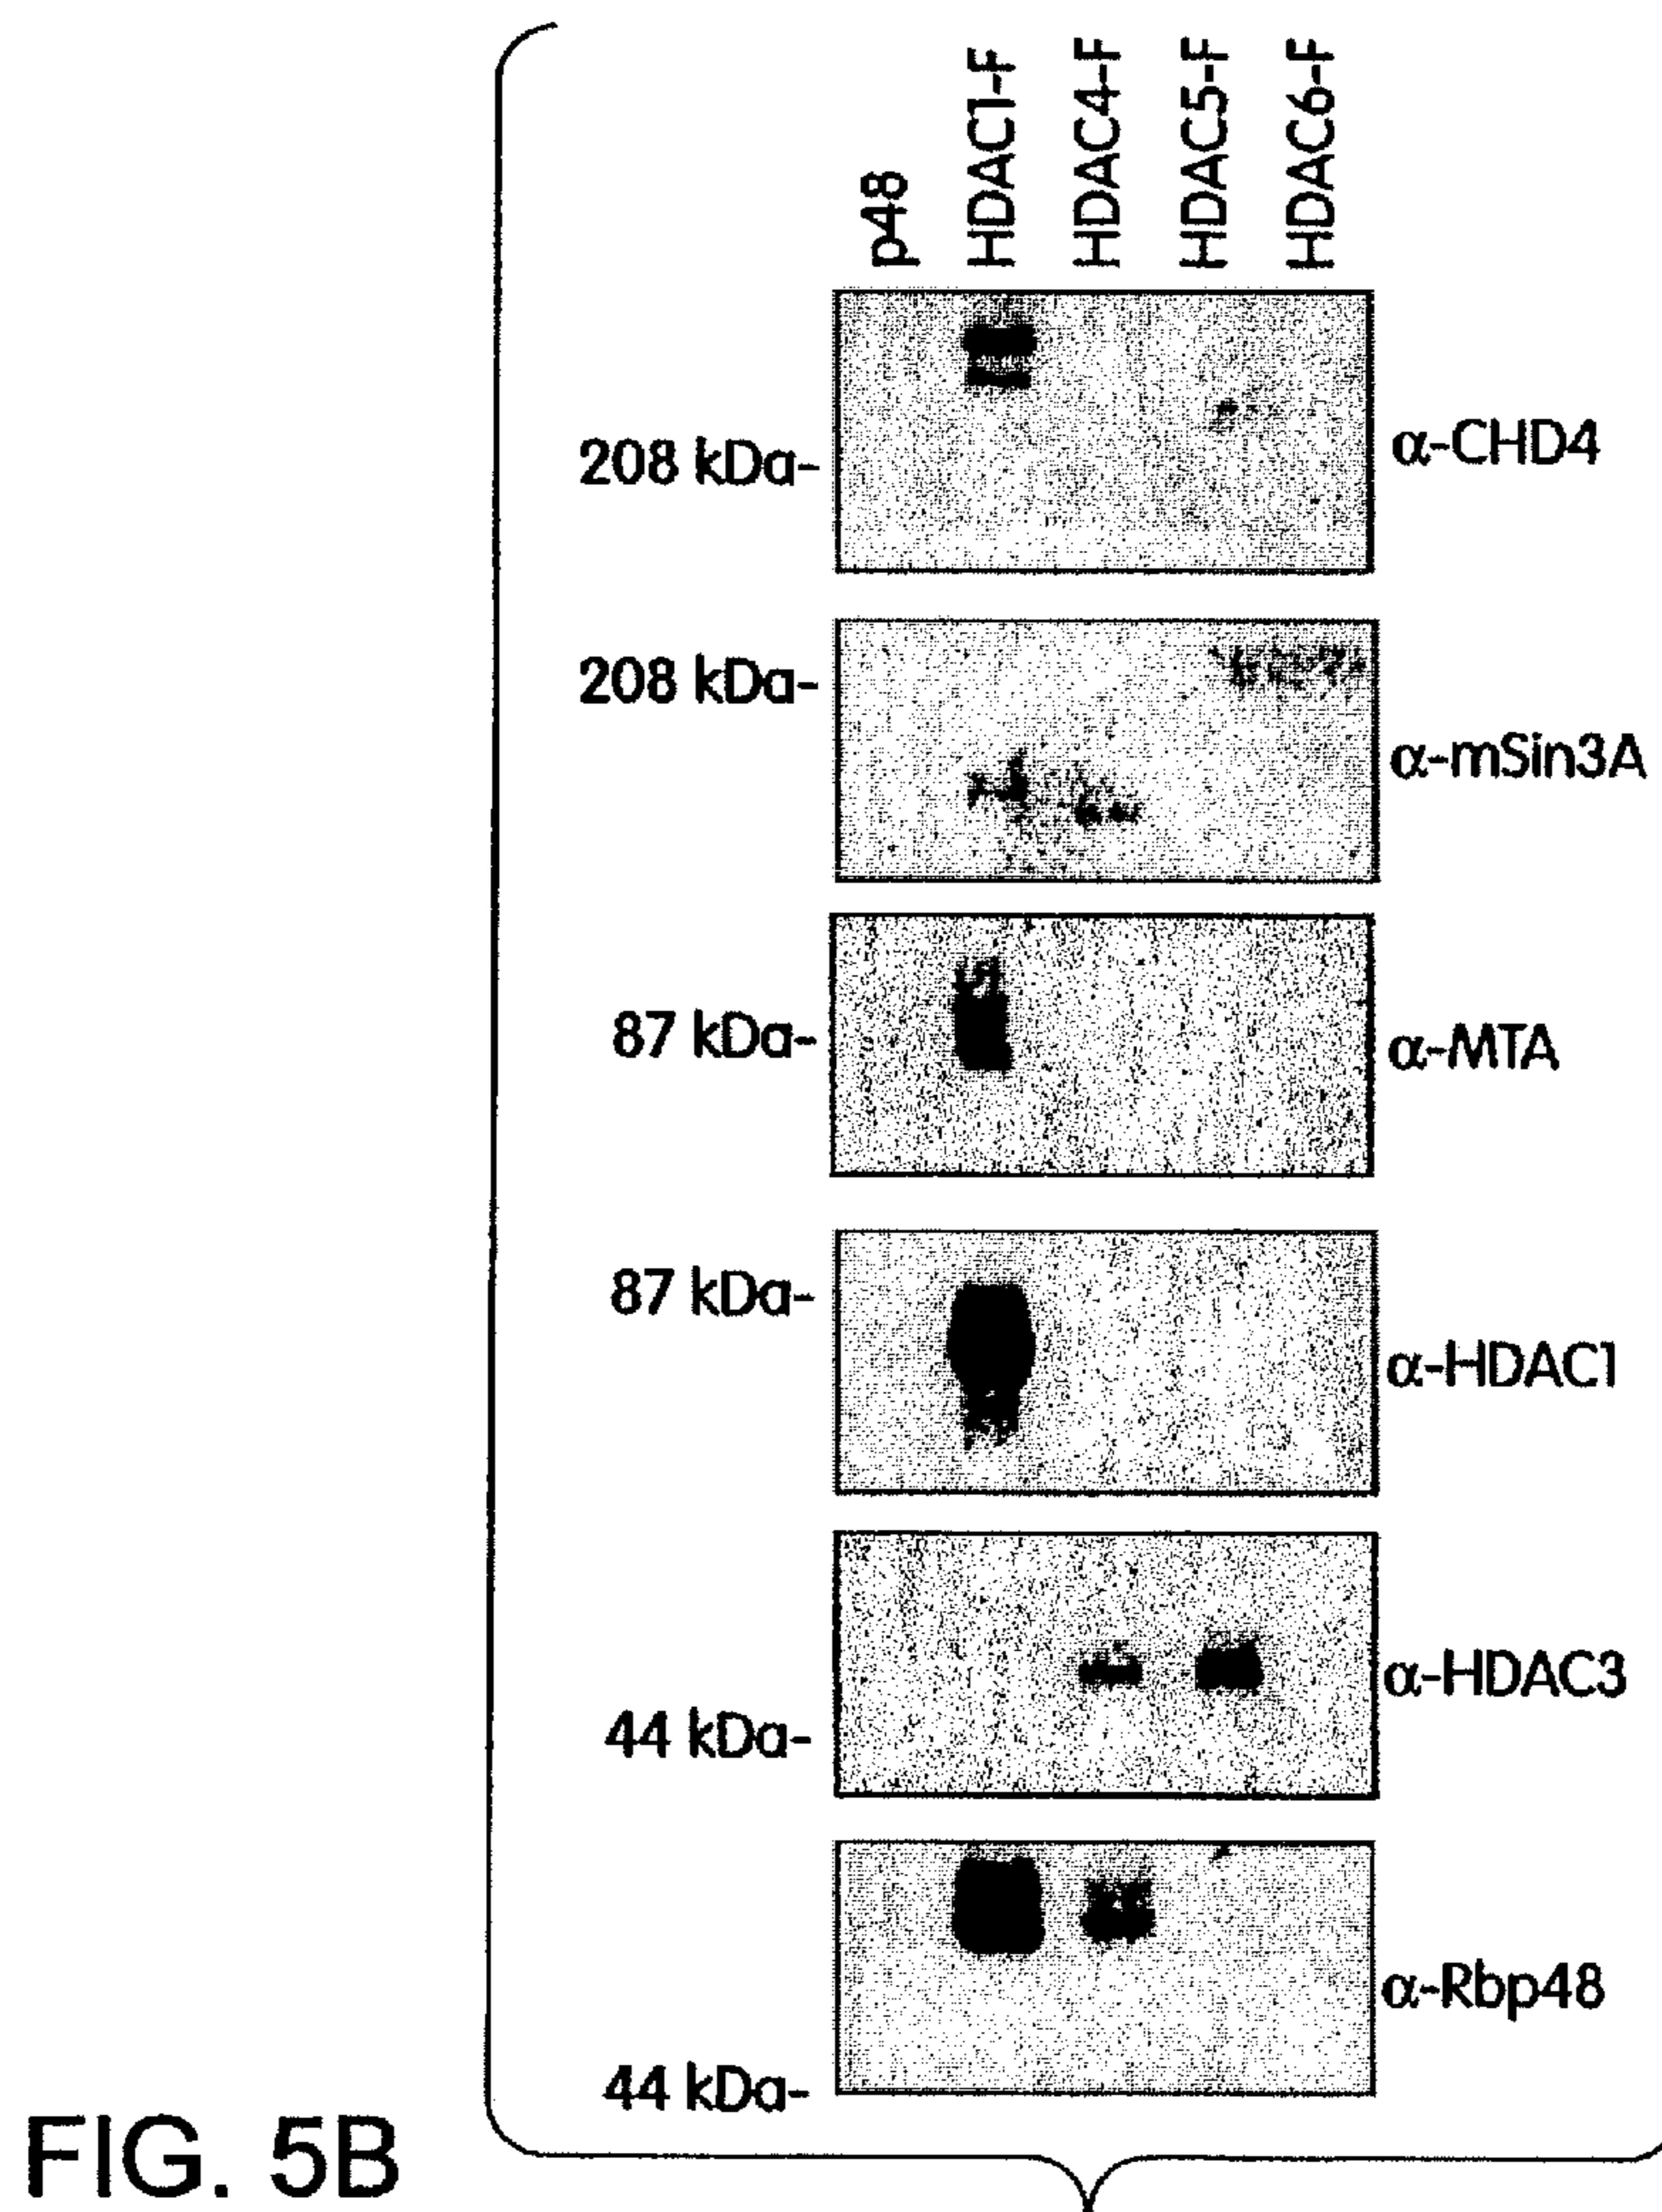 p48
HDAC1-F
HDAC4-F
HDAC5-F
HDAC6-F
208 kDa-
α-CHD4
208 kDa-
α-mSin3A
87 kDa-
α-MTA
87 kDa-
α-HDAC1
α-HDAC3
44 kDa-
α-Rbp48
44 kDa-
FIG. 5B